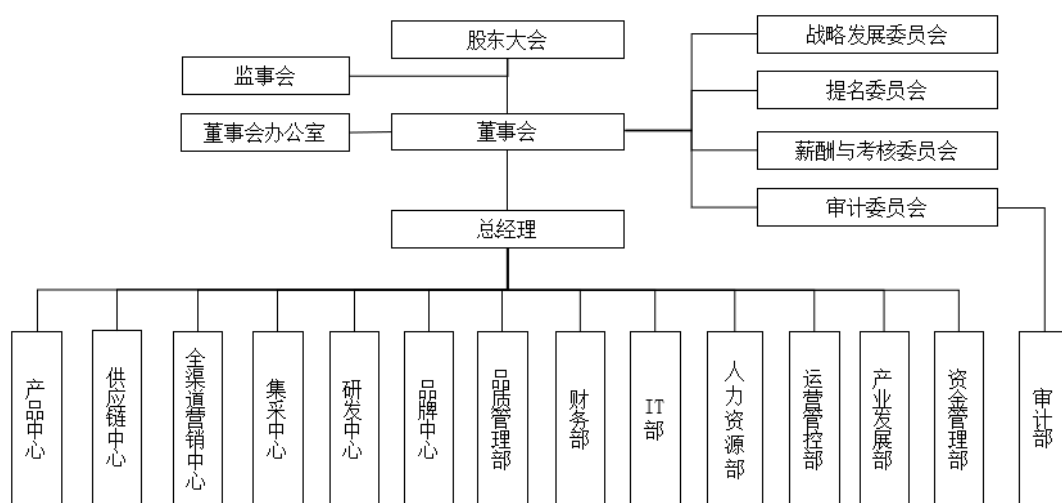 股东大会
战略发展委员会
监事会
提名委员会
董事会办公室
董事会
薪酬与考核委员会
审计委员会
总经理
产品中心
供应链中心
全渠道营销中心
集采中心
研发中心
品牌中心
品质管理部
财务部
IT部
人力资源部
运营管控部
产业发展部
资金管理部
审计部